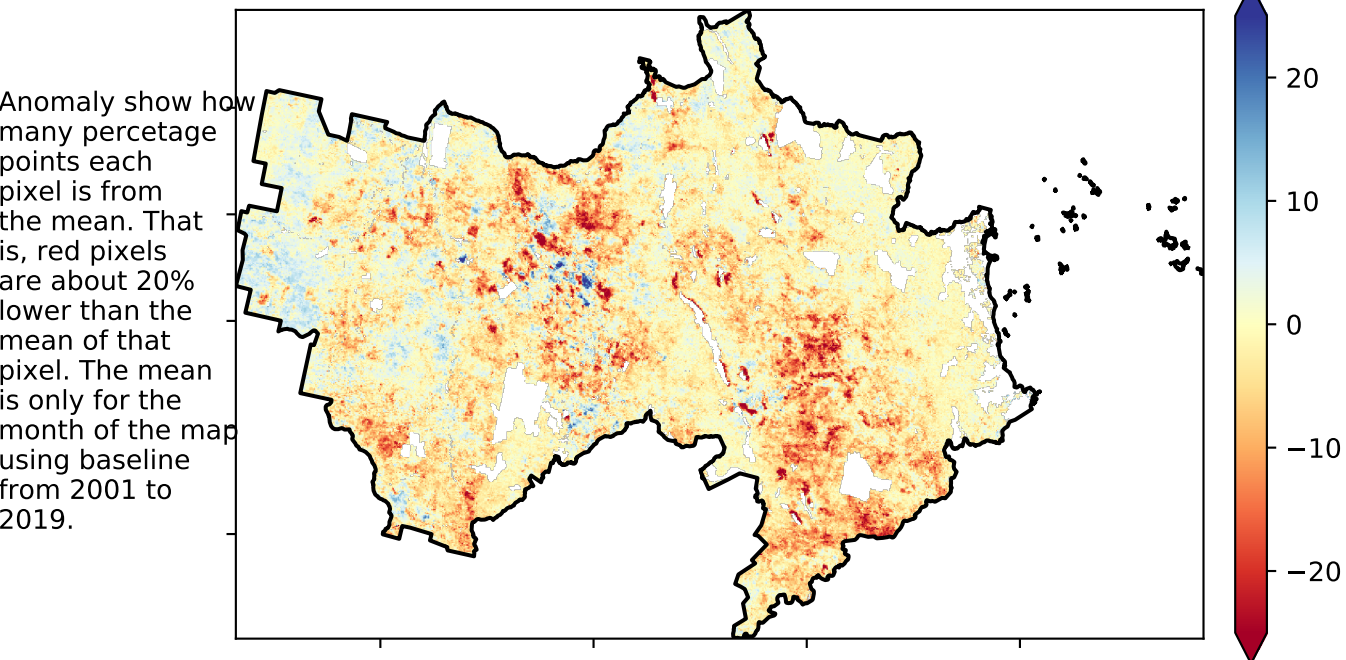 Anomaly show how
many percetage
points each
pixel is from
the mean. That
is, red pixels
are about 20%
lower than the
mean of that
pixel. The mean
is only for the
month of the map
using baseline
from 2001 to
2019.
20
10
0
−10
−20